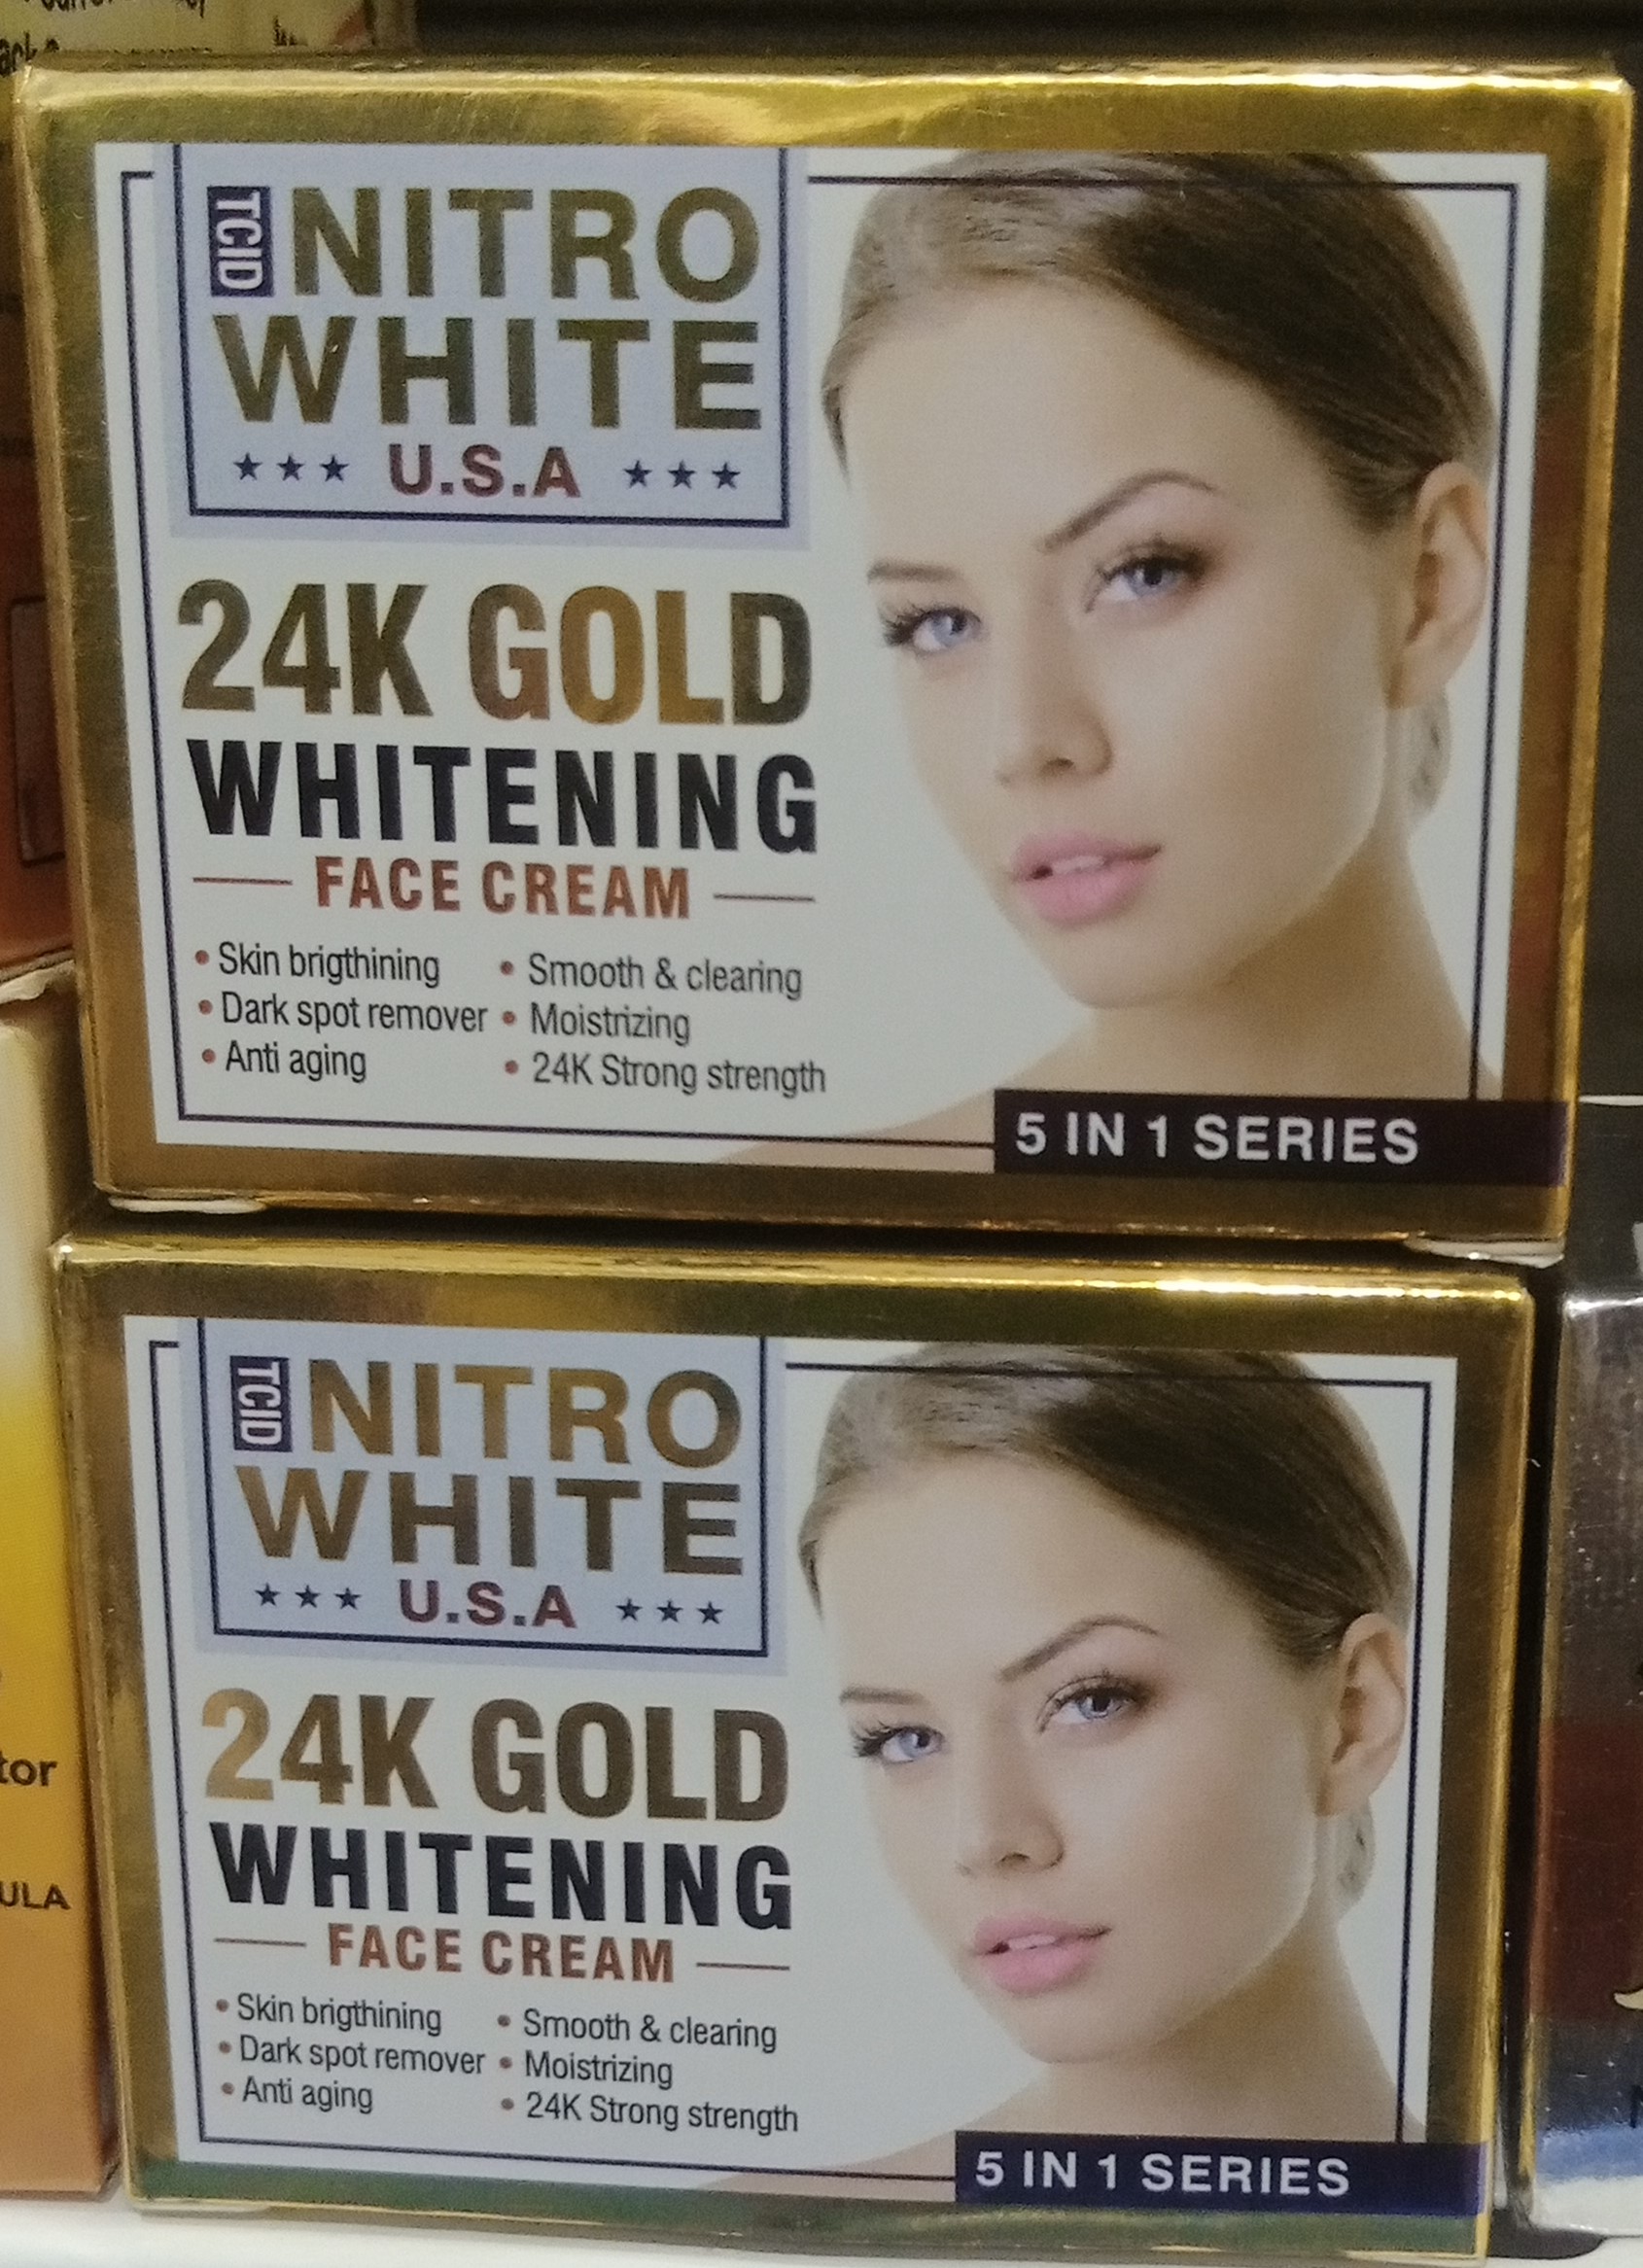 TCID NITRO
WHITE
★★★ U.S.A ★★★
24K GOLD
WHITENING
FACE CREAM
• Skin brigthining
• Dark spot remover
• Anti aging
• Smooth & clearing
• Moistrizing
• 24K Strong strength
5 IN 1 SERIES
TCID NITRO
WHITE
★★★ U.S.A ★★★
24K GOLD
WHITENING
FACE CREAM
• Skin brigthining
• Dark spot remover
• Anti aging
• Smooth & clearing
• Moistrizing
• 24K Strong strength
5 IN 1 SERIES
tor
ULA